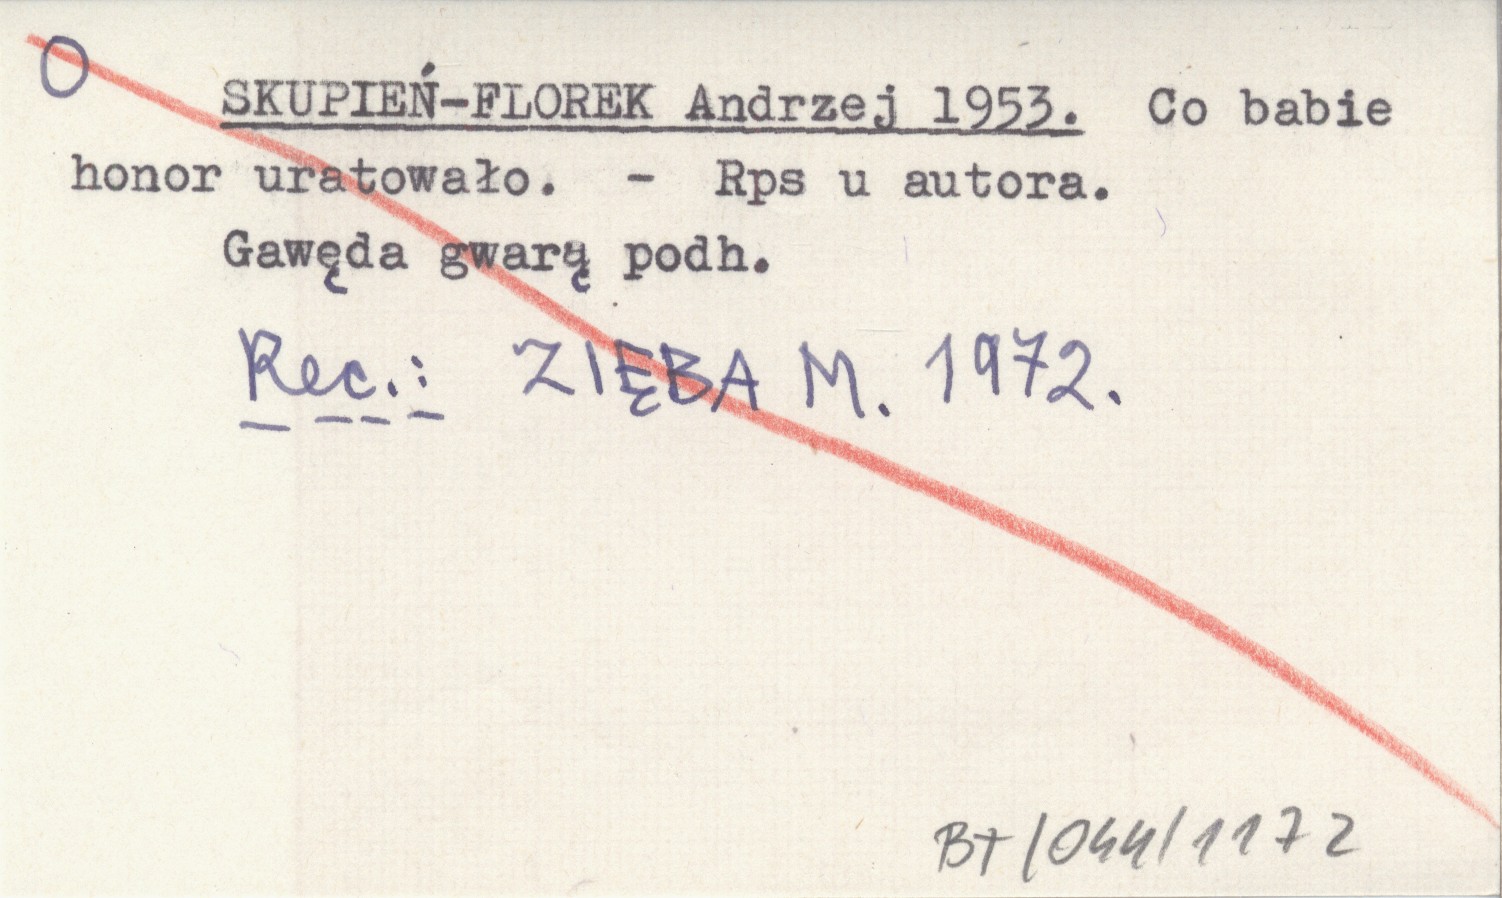 O
SKUPIEŃ-FLOREK Andrzej 1953. Co babie
honor uratowało. - Rps u autora.
Gawęda gwarą podh.
Rec.: ZIĘBA M. 1972.
BT/044/1172